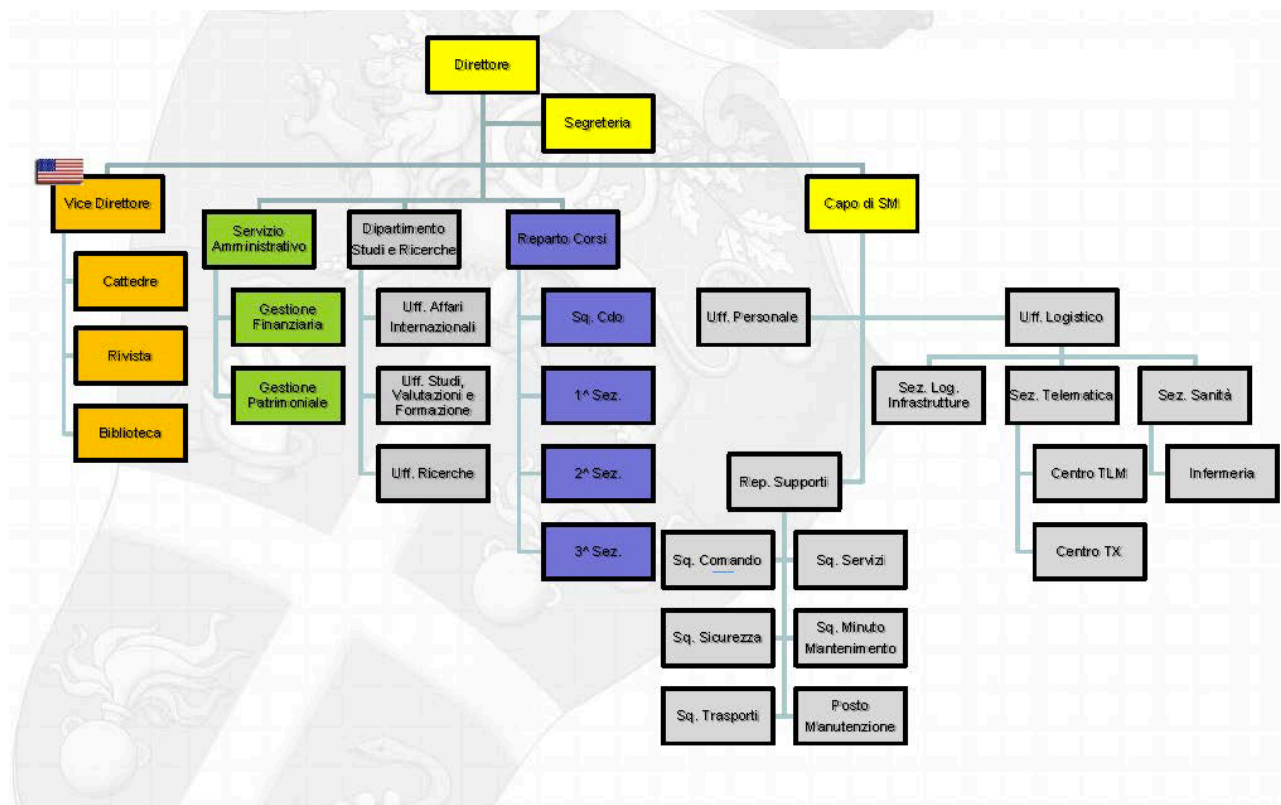 Direttore
Segreteria
Vice Direttore
Capo di SM
Servizio
Amministrativo
Dipartimento
Studi e Ricerche
Reparto Corsi
Cattedre
Rivista
Biblioteca
Gestione
Finanziaria
Gestione
Patrimoniale
Uff. Affari
Internazionali
Uff. Studi,
Valutazioni e
Formazione
Uff. Ricerche
Sq. Cdo
1^ Sez.
2^ Sez.
3^ Sez.
Uff. Personale
Uff. Logistico
Sez. Log.
Infrastrutture
Sez. Telematica
Sez. Sanità
Centro TLM
Infermeria
Centro TX
Rep. Supporti
Sq. Comando
Sq. Servizi
Sq. Sicurezza
Sq. Minuto
Mantenimento
Sq. Trasporti
Posto
Manutenzione